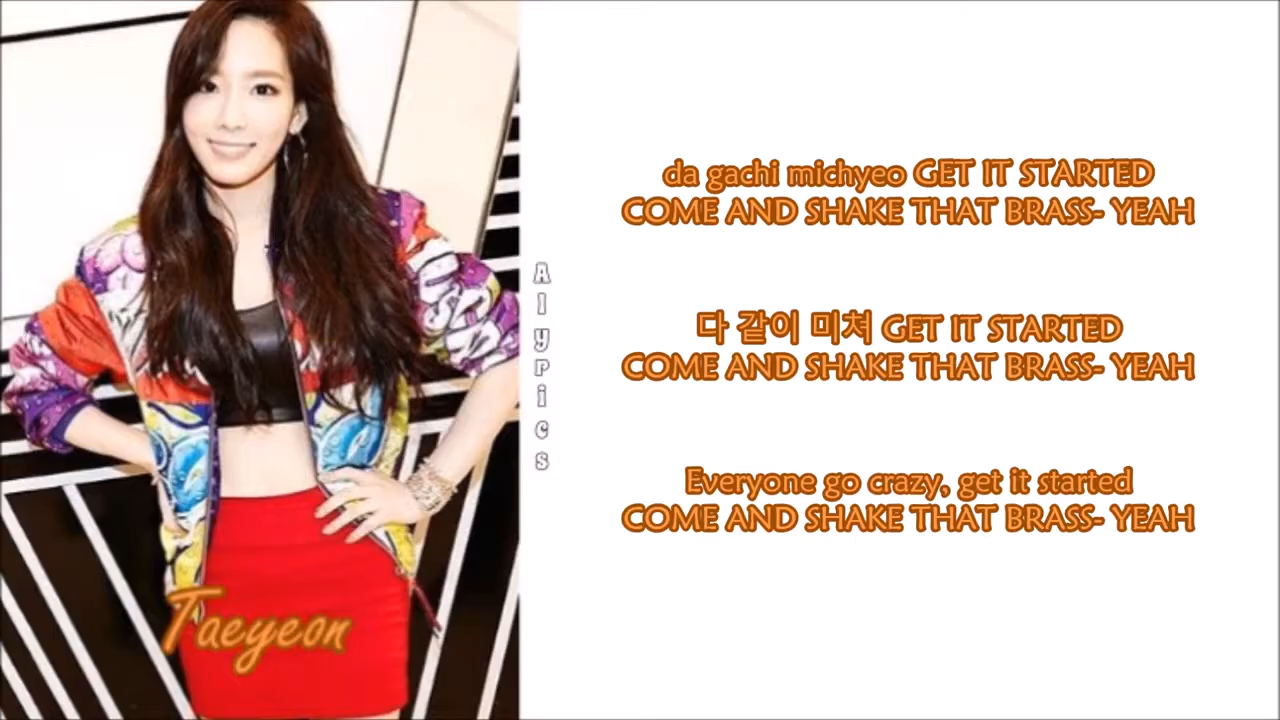 da gachi michyeo GET IT STARTED
COME AND SHAKE THAT BRASS- YEAH
다 같이 미쳐 GET IT STARTED
COME AND SHAKE THAT BRASS- YEAH
Everyone go crazy, get it started
COME AND SHAKE THAT BRASS- YEAH
Alyrics
Taeyeon